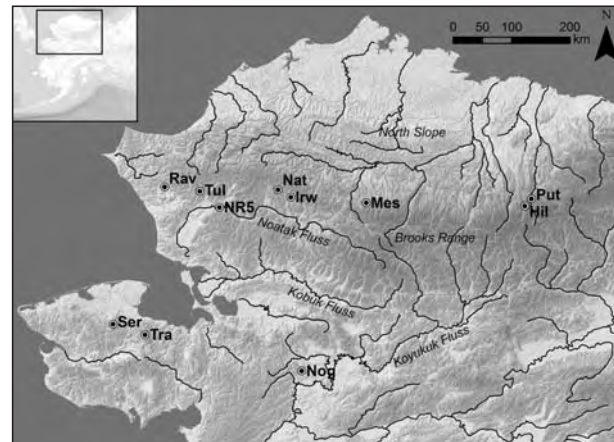 0 50 100 200
km
North Slope
Rav
Tul
Nat
Irw
NR5
Mes
Put
Hil
Noatak Fluss
Brooks Range
Kobuk Fluss
Ser
Tra
Koyukuk Fluss
Nog